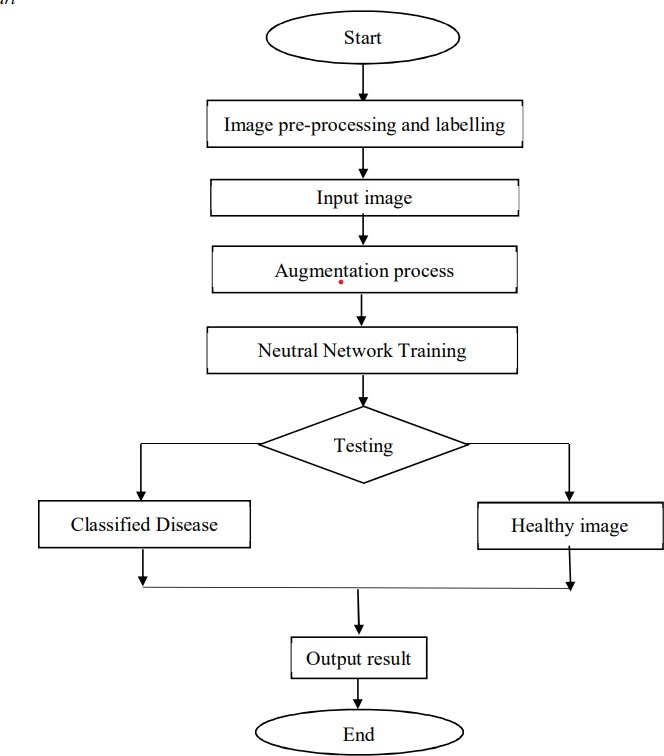 Start
Image pre-processing and labelling
Input image
Augmentation process
Neutral Network Training
Testing
Classified Disease
Healthy image
Output result
End